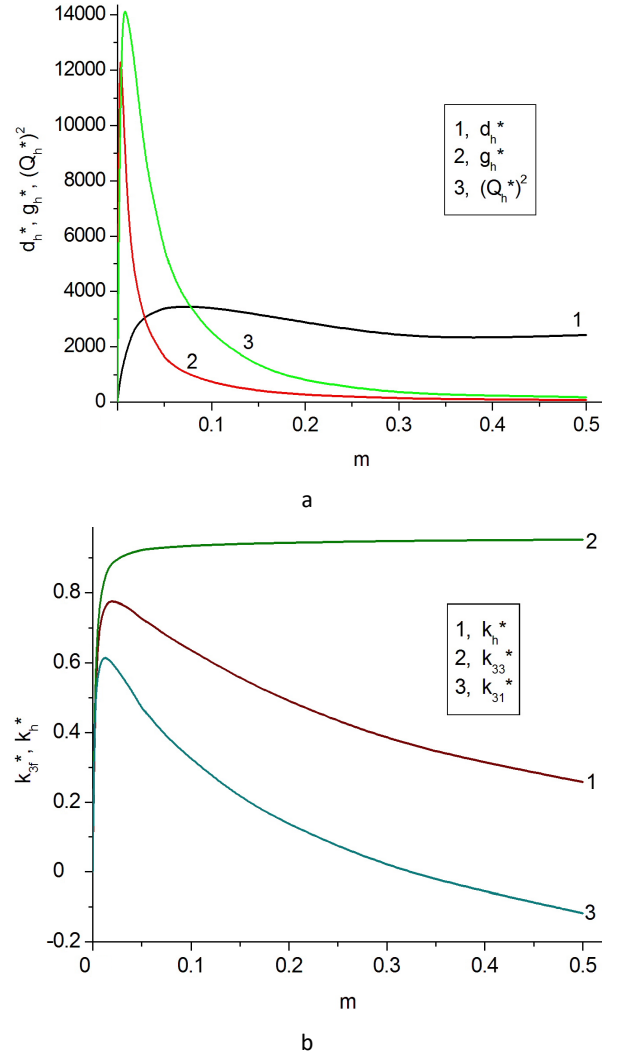 14000
12000
10000
8000
6000
4000
2000
0
d_h*, g_h*, (Q_h*)^2
1, d_h*
2, g_h*
3, (Q_h*)^2
1
2
3
0.1 0.2 0.3 0.4 0.5
m
a
0.8
0.6
0.4
0.2
0
-0.2
k_3f*, k_h*
1, k_h*
2, k_33*
3, k_31*
2
1
3
0 0.1 0.2 0.3 0.4 0.5
m
b